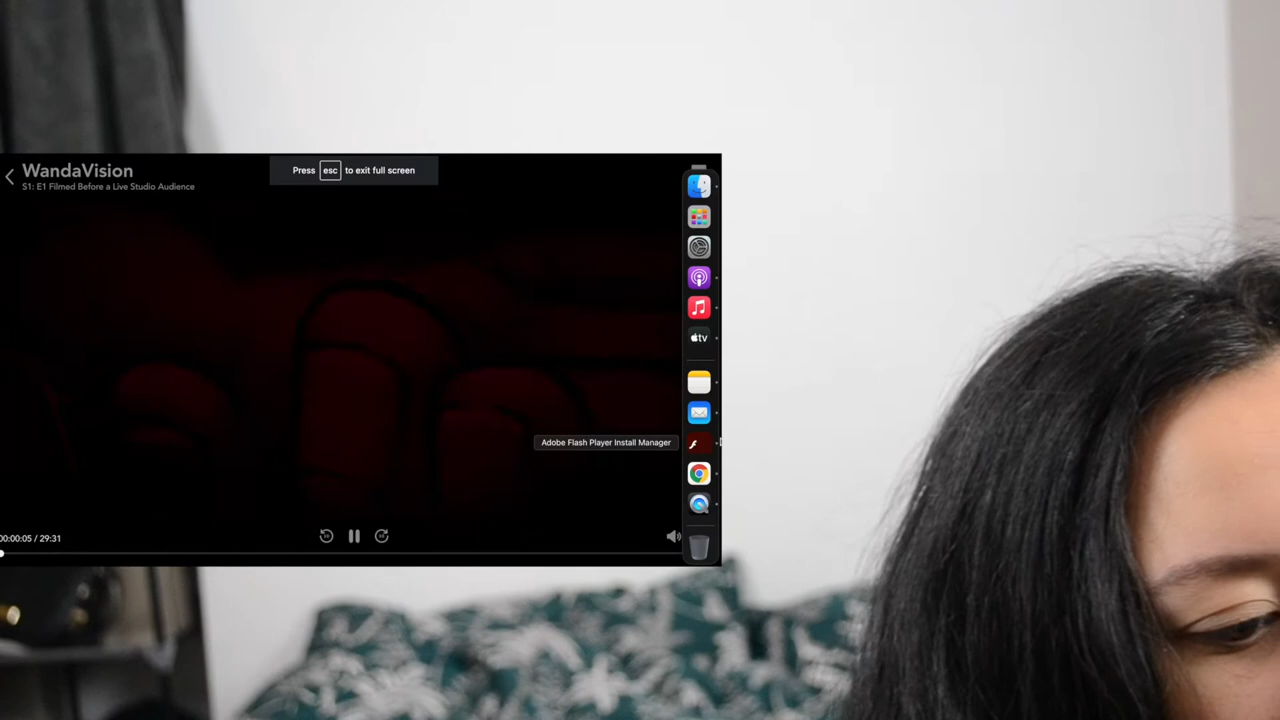 WandaVision
S1: E1 Filmed Before a Live Studio Audience
Press esc to exit full screen
tv
Adobe Flash Player Install Manager
00:00:05 / 29:31